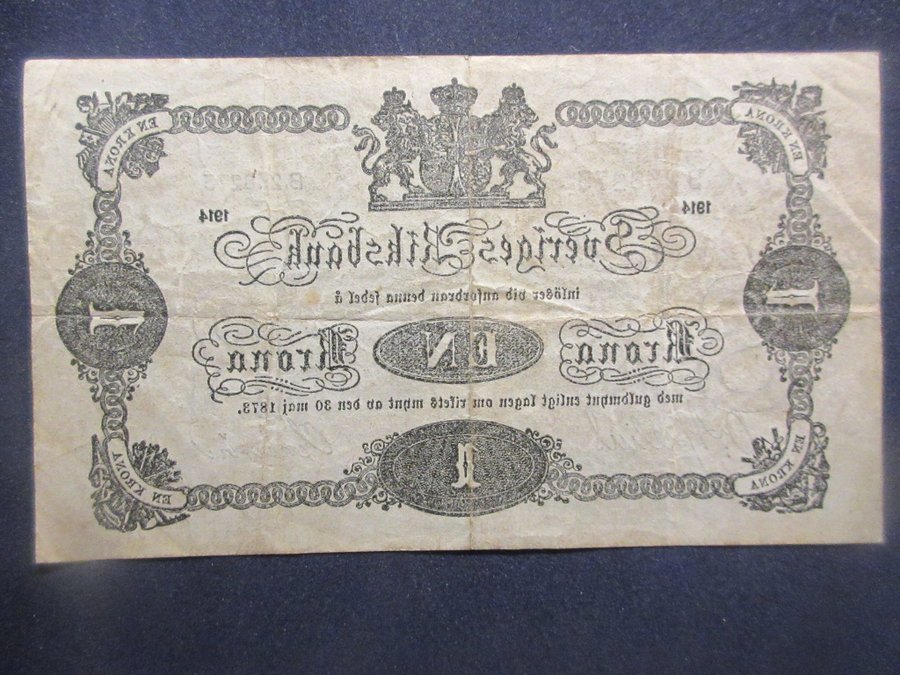 EN KRONA
EN KRONA
1914
1914
Sveriges Riksbank
inlöser vid anfordran denna sedel å
1
Krona
EN
Krona
1
med guldmynt enligt lagen om rikets mynt av den 30 maj 1873.
EN KRONA
1
EN KRONA